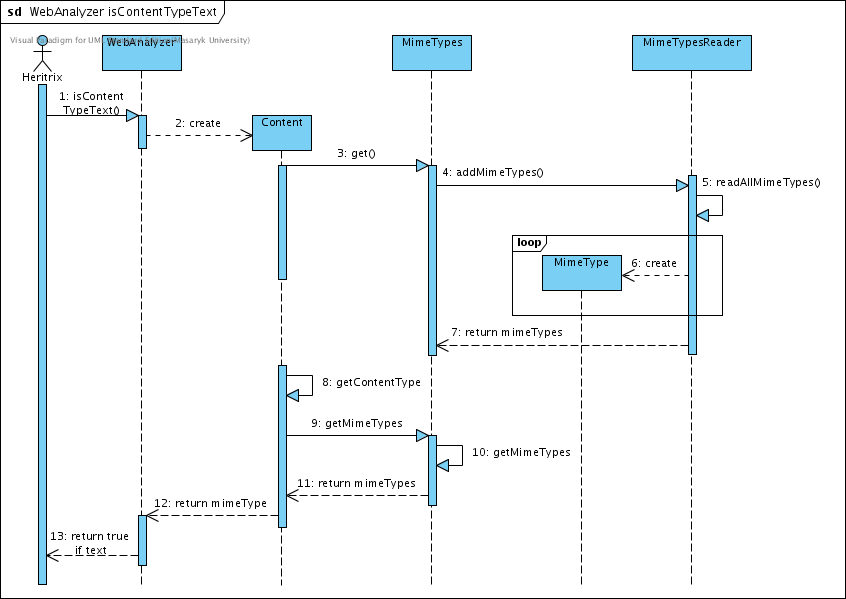 sd WebAnalyzer isContentTypeText
Visual Paradigm for UML
Masaryk University)
WebAnalyzer
MimeTypes
MimeTypesReader
Heritrix
1: isContent
TypeText()
2: create
Content
3: get()
4: addMimeTypes()
5: readAllMimeTypes()
loop
MimeType
6: create
7: return mimeTypes
8: getContentType
9: getMimeTypes
10: getMimeTypes
11: return mimeTypes
12: return mimeType
13: return true
if text